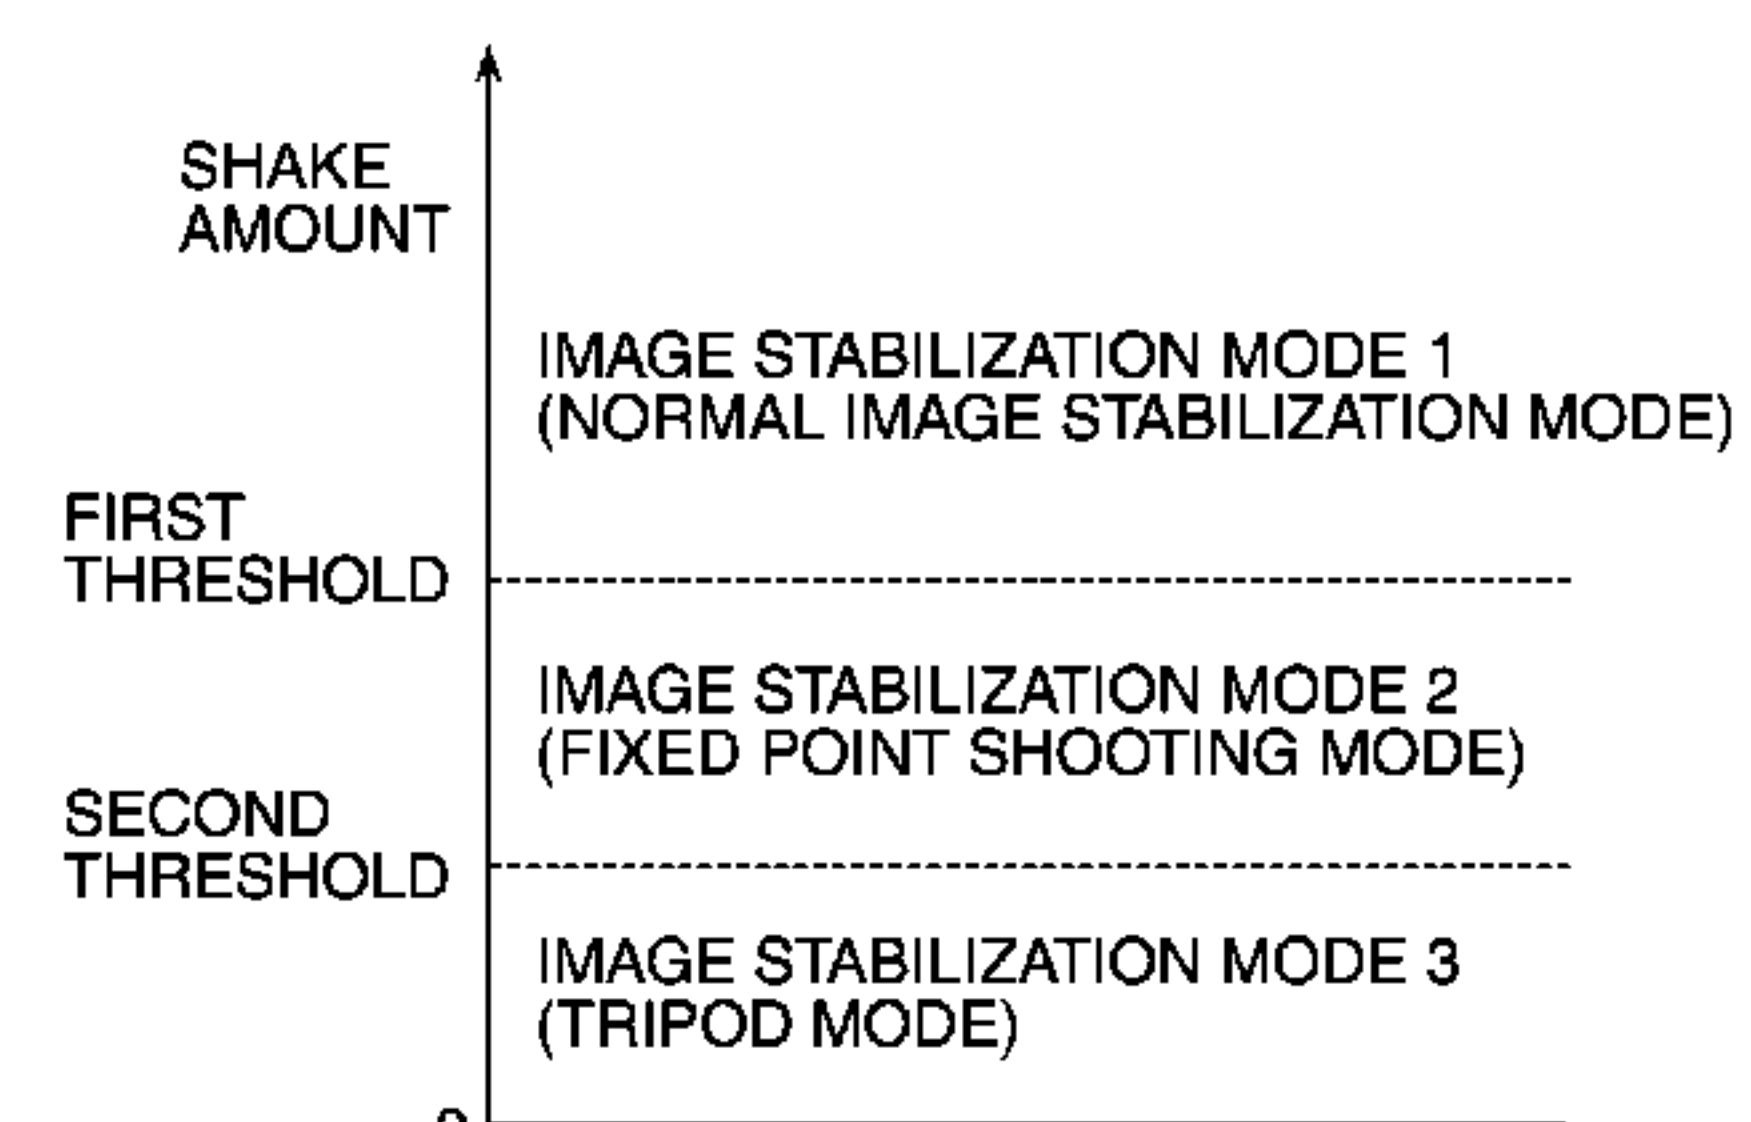 SHAKE
AMOUNT
IMAGE STABILIZATION MODE 1
(NORMAL IMAGE STABILIZATION MODE)
FIRST
THRESHOLD
IMAGE STABILIZATION MODE 2
(FIXED POINT SHOOTING MODE)
SECOND
THRESHOLD
IMAGE STABILIZATION MODE 3
(TRIPOD MODE)